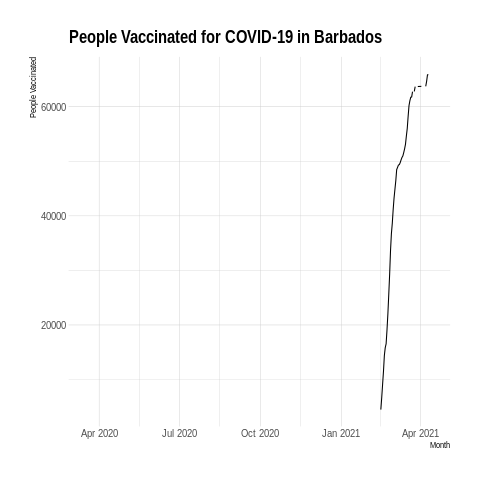 People Vaccinated for COVID-19 in Barbados
People Vaccinated
60000
40000
20000
Apr 2020 Jul 2020 Oct 2020 Jan 2021 Apr 2021
Month